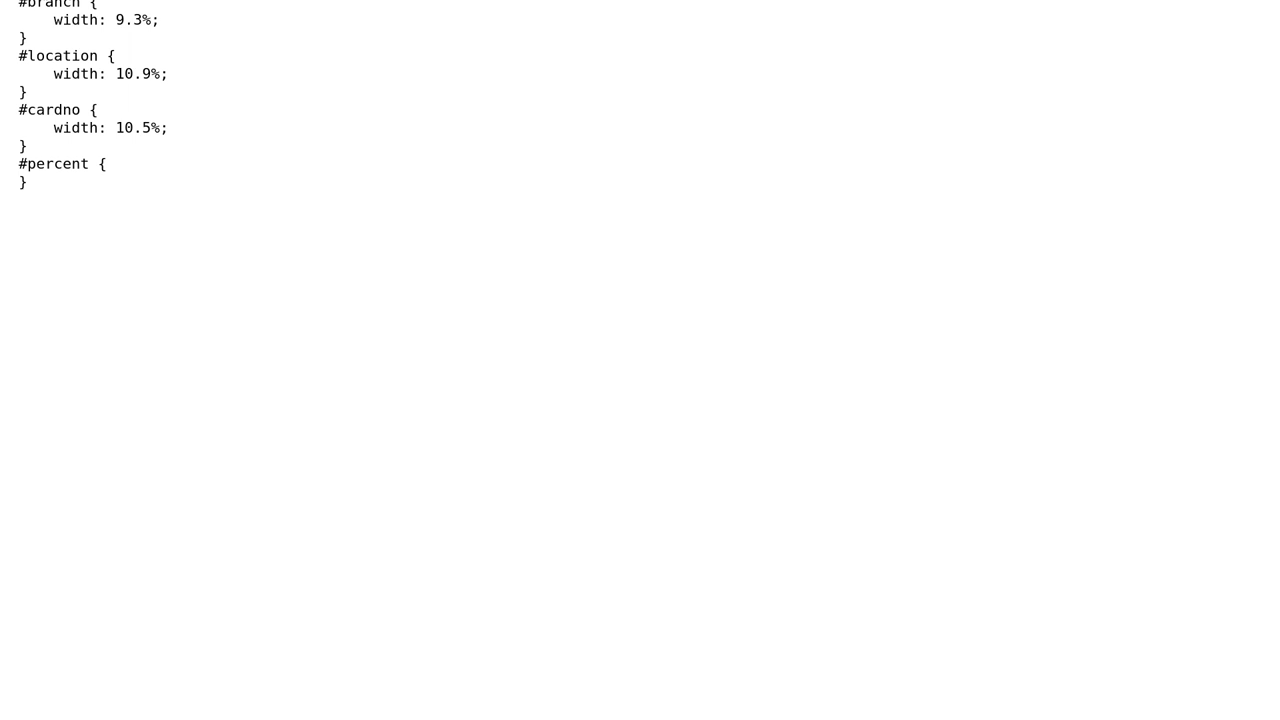 #branch {
    width: 9.3%;
}
#location {
    width: 10.9%;
}
#cardno {
    width: 10.5%;
}
#percent {
}